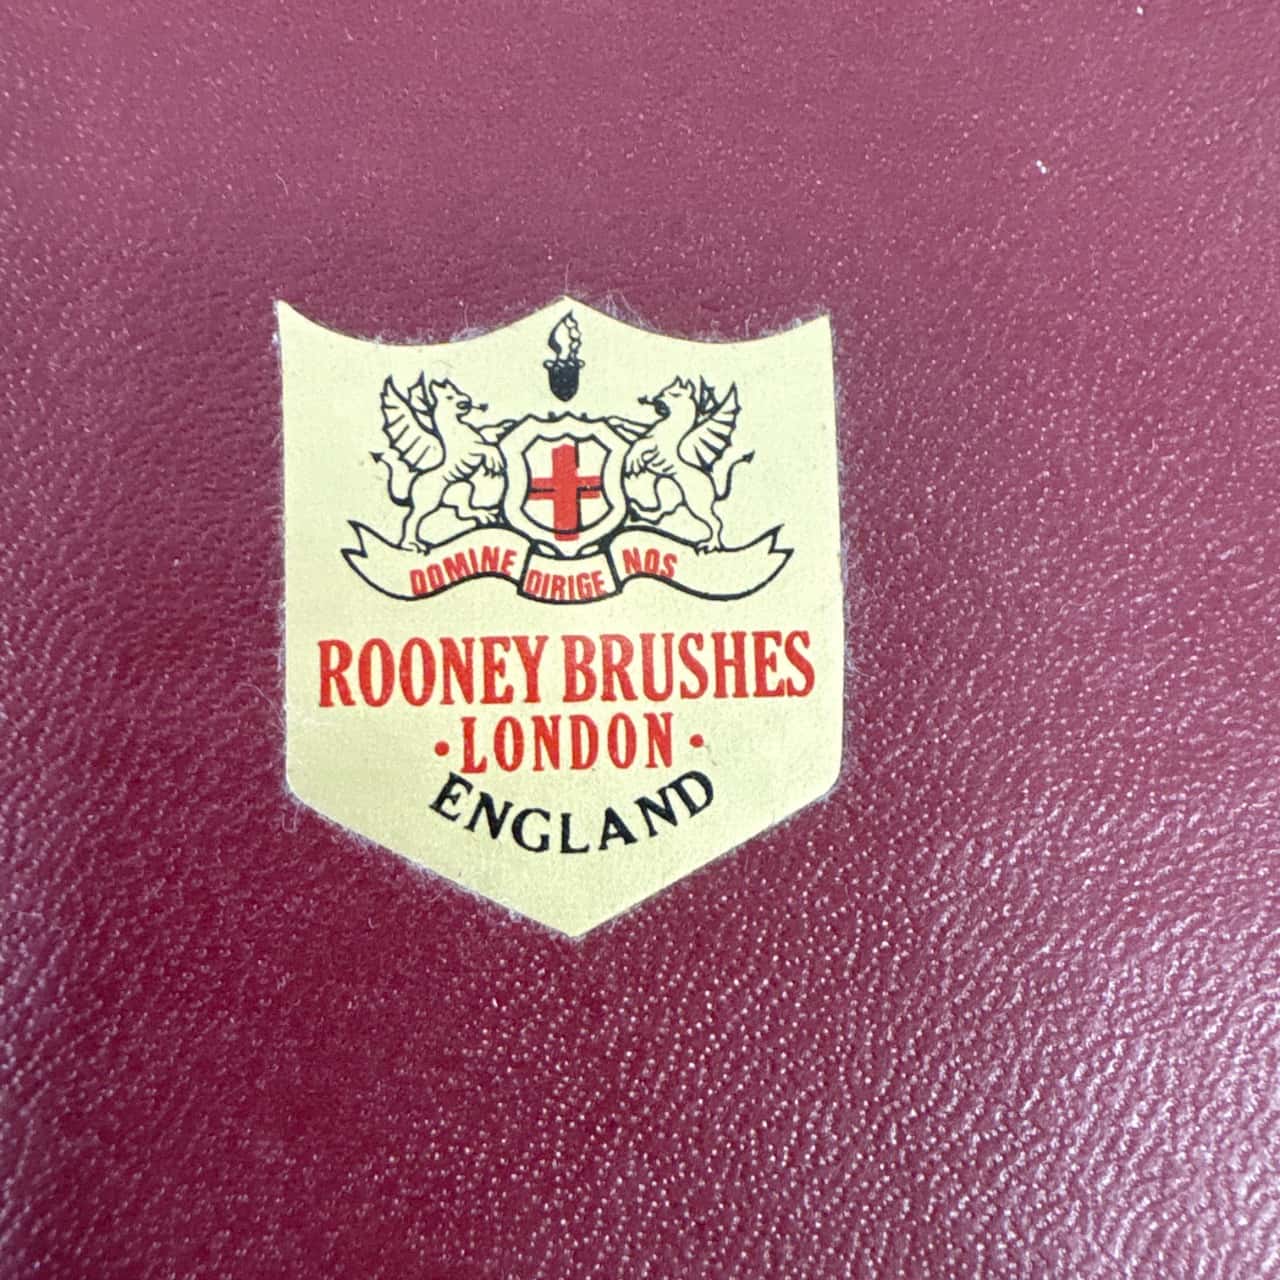 DOMINE DIRIGE NOS
ROONEY BRUSHES
· LONDON ·
ENGLAND